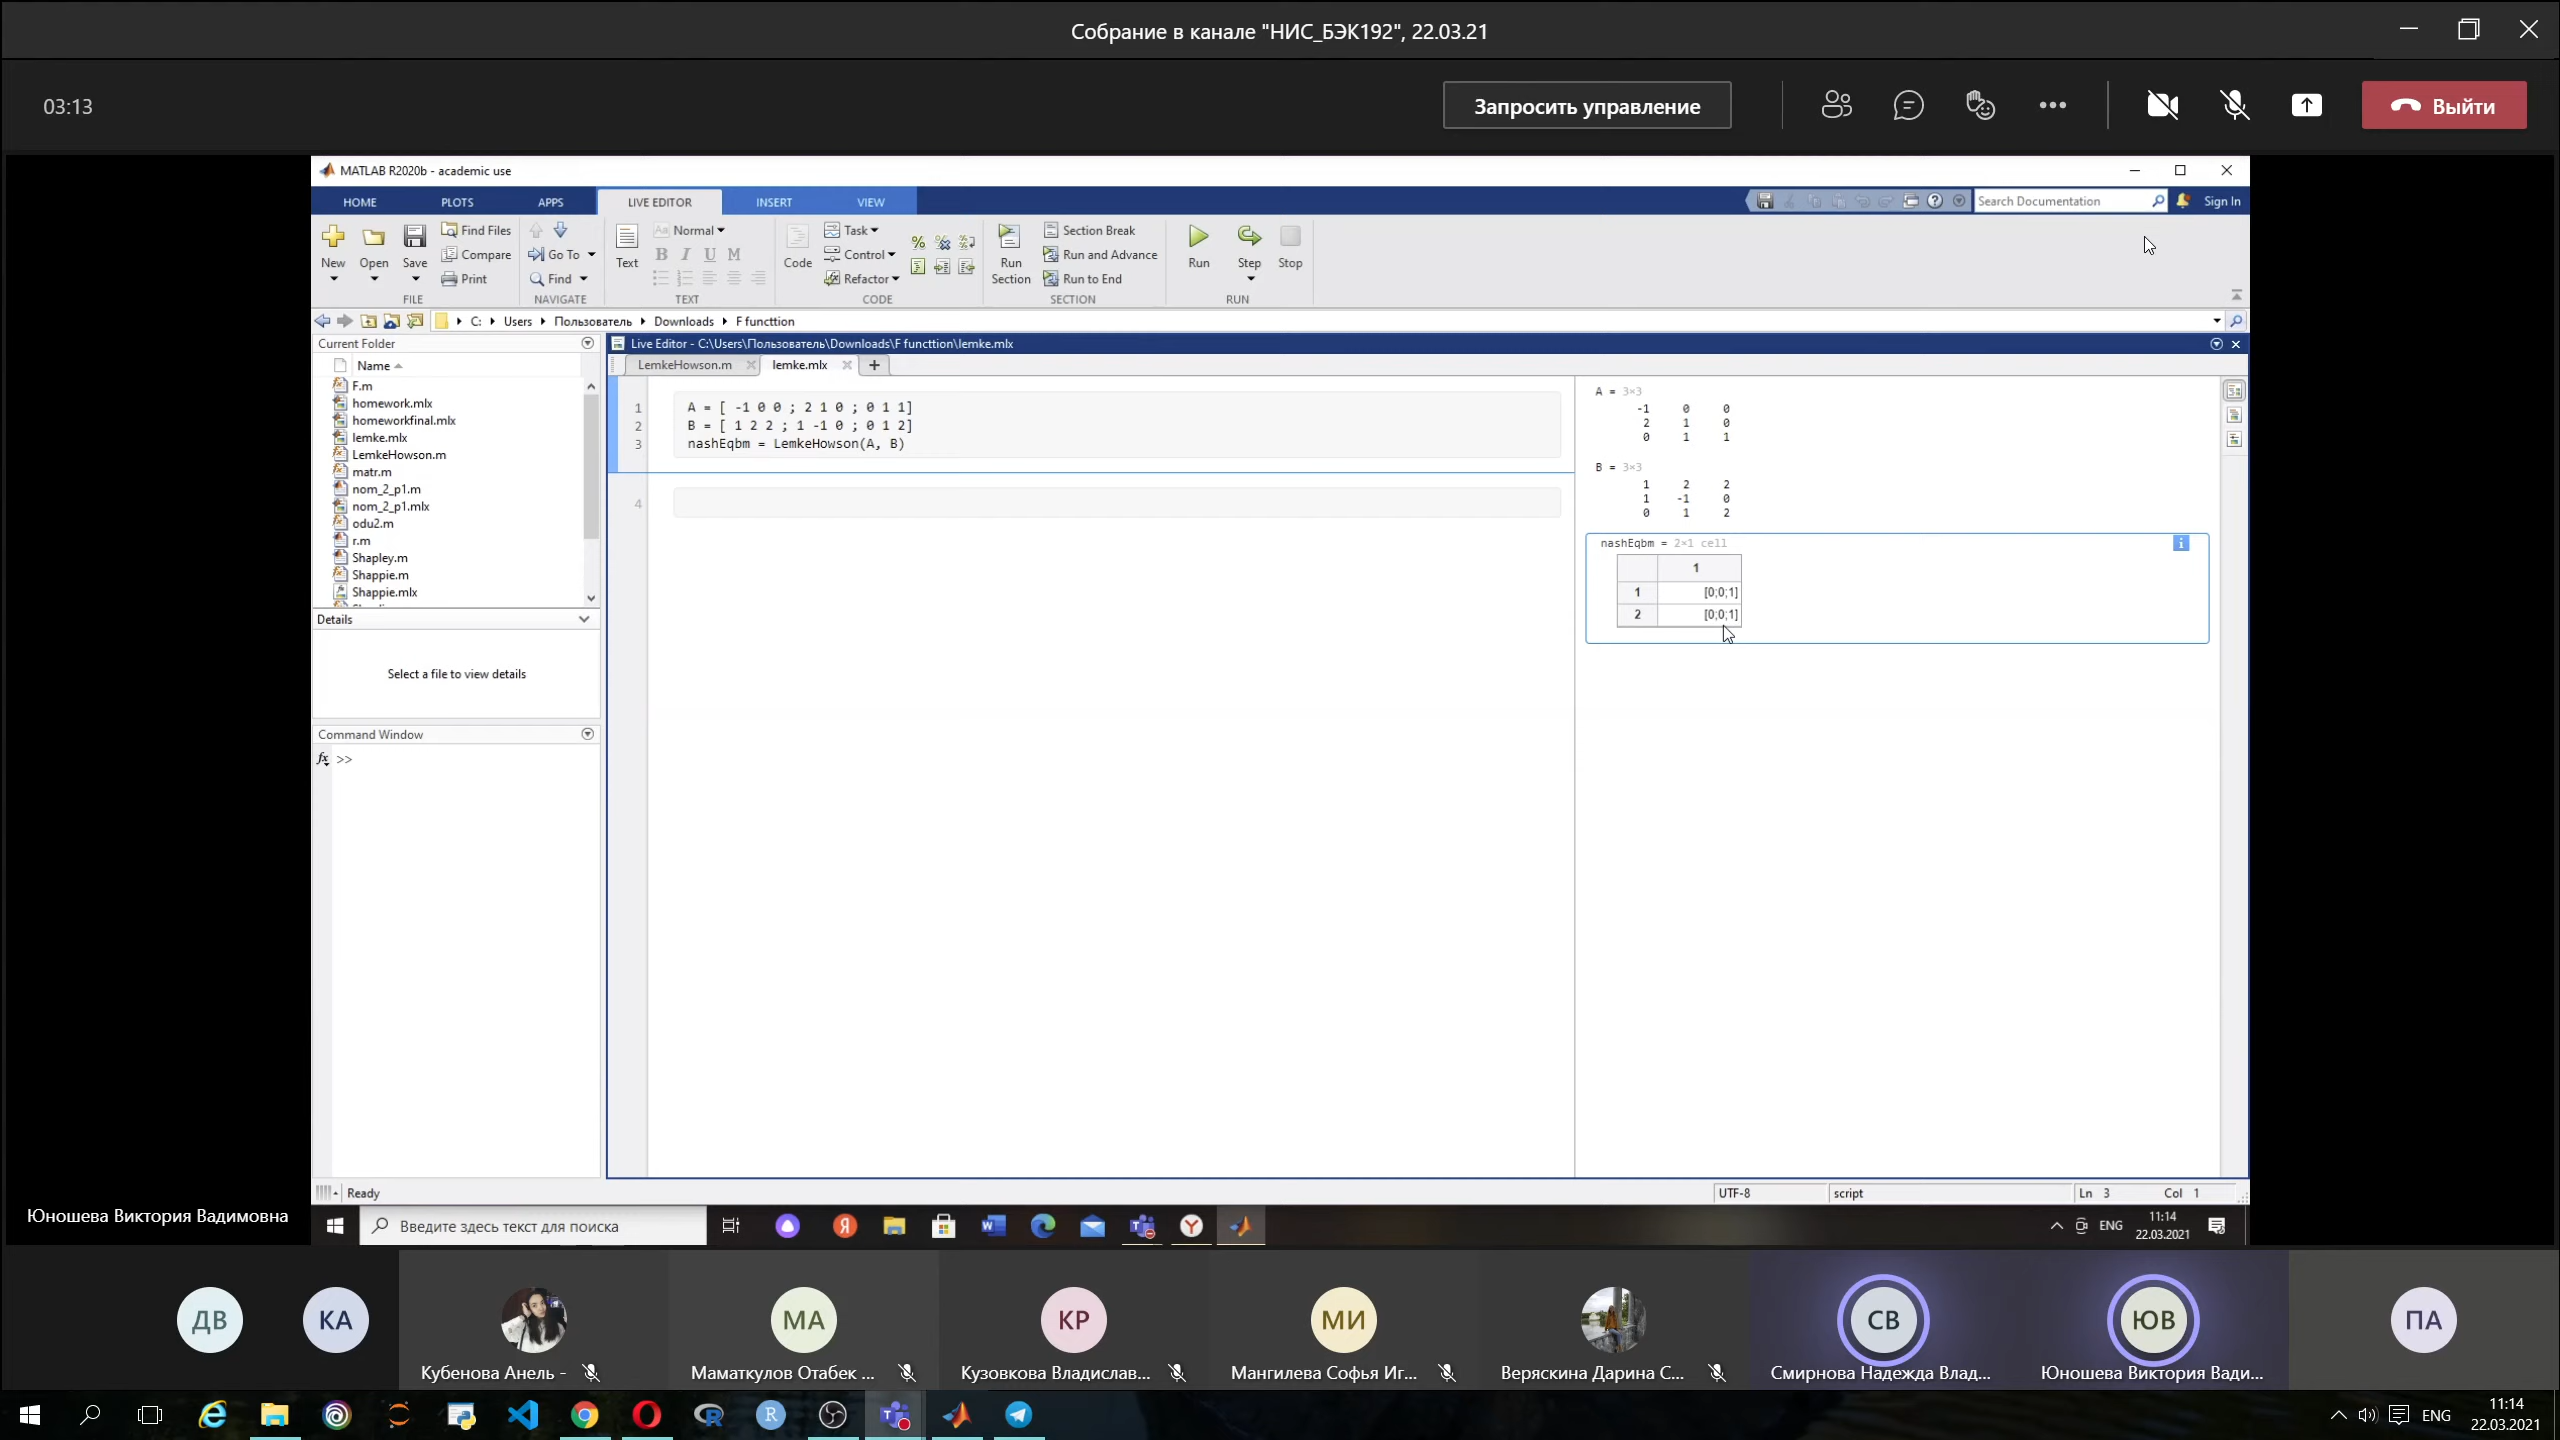 Собрание в канале "НИС_БЭК192", 22.03.21
03:13
Запросить управление
Выйти
MATLAB R2020b - academic use
HOME PLOTS APPS LIVE EDITOR INSERT VIEW
Search Documentation
Sign In
New
Open
Save
Find Files
Compare
Print
FILE
Go To
Find
NAVIGATE
Text
Aa Normal
B I U M
TEXT
Code
Task
Control
Refactor
CODE
Run Section
Section Break
Run and Advance
Run to End
SECTION
Run
Step
Stop
RUN
C: Users Пользователь Downloads F functtion
Current Folder
Name
F.m
homework.mlx
homeworkfinal.mlx
lemke.mlx
LemkeHowson.m
matr.m
nom_2_p1.m
nom_2_p1.mlx
odu2.m
r.m
Shapley.m
Shappie.m
Shappie.mlx
Details
Select a file to view details
Command Window
fx >>
Live Editor - C:\Users\Пользователь\Downloads\F functtion\lemke.mlx
LemkeHowson.m
lemke.mlx
1 A = [ -1 0 0 ; 2 1 0 ; 0 1 1]
2 B = [ 1 2 2 ; 1 -1 0 ; 0 1 2]
3 nashEqbm = LemkeHowson(A, B)
4
A = 3×3
-1 0 0
2 1 0
0 1 1
B = 3×3
1 2 2
1 -1 0
0 1 2
nashEqbm = 2×1 cell
1
1 [0;0;1]
2 [0;0;1]
Ready
UTF-8
script
Ln 3 Col 1
Юношева Виктория Вадимовна
Введите здесь текст для поиска
ENG
11:14
22.03.2021
ДВ
КА
Кубенова Анель -
МА
Маматкулов Отабек ...
КР
Кузовкова Владислав...
МИ
Мангилева Софья Иг...
Веряскина Дарина С...
СВ
Смирнова Надежда Влад...
ЮВ
Юношева Виктория Вади...
ПА
ENG
11:14
22.03.2021